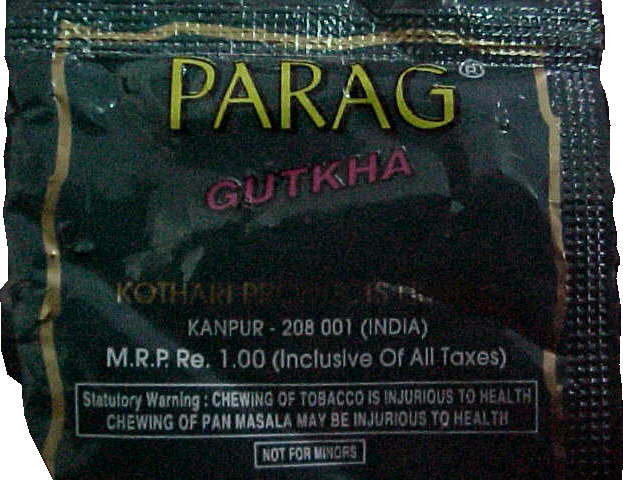 PARAG®
GUTKHA
KOTHARI PRODUCTS
KANPUR - 208 001 (INDIA)
M.R.P. Re. 1.00 (Inclusive Of All Taxes)
Statutory Warning : CHEWING OF TOBACCO IS INJURIOUS TO HEALTH
CHEWING OF PAN MASALA MAY BE INJURIOUS TO HEALTH
NOT FOR MINORS